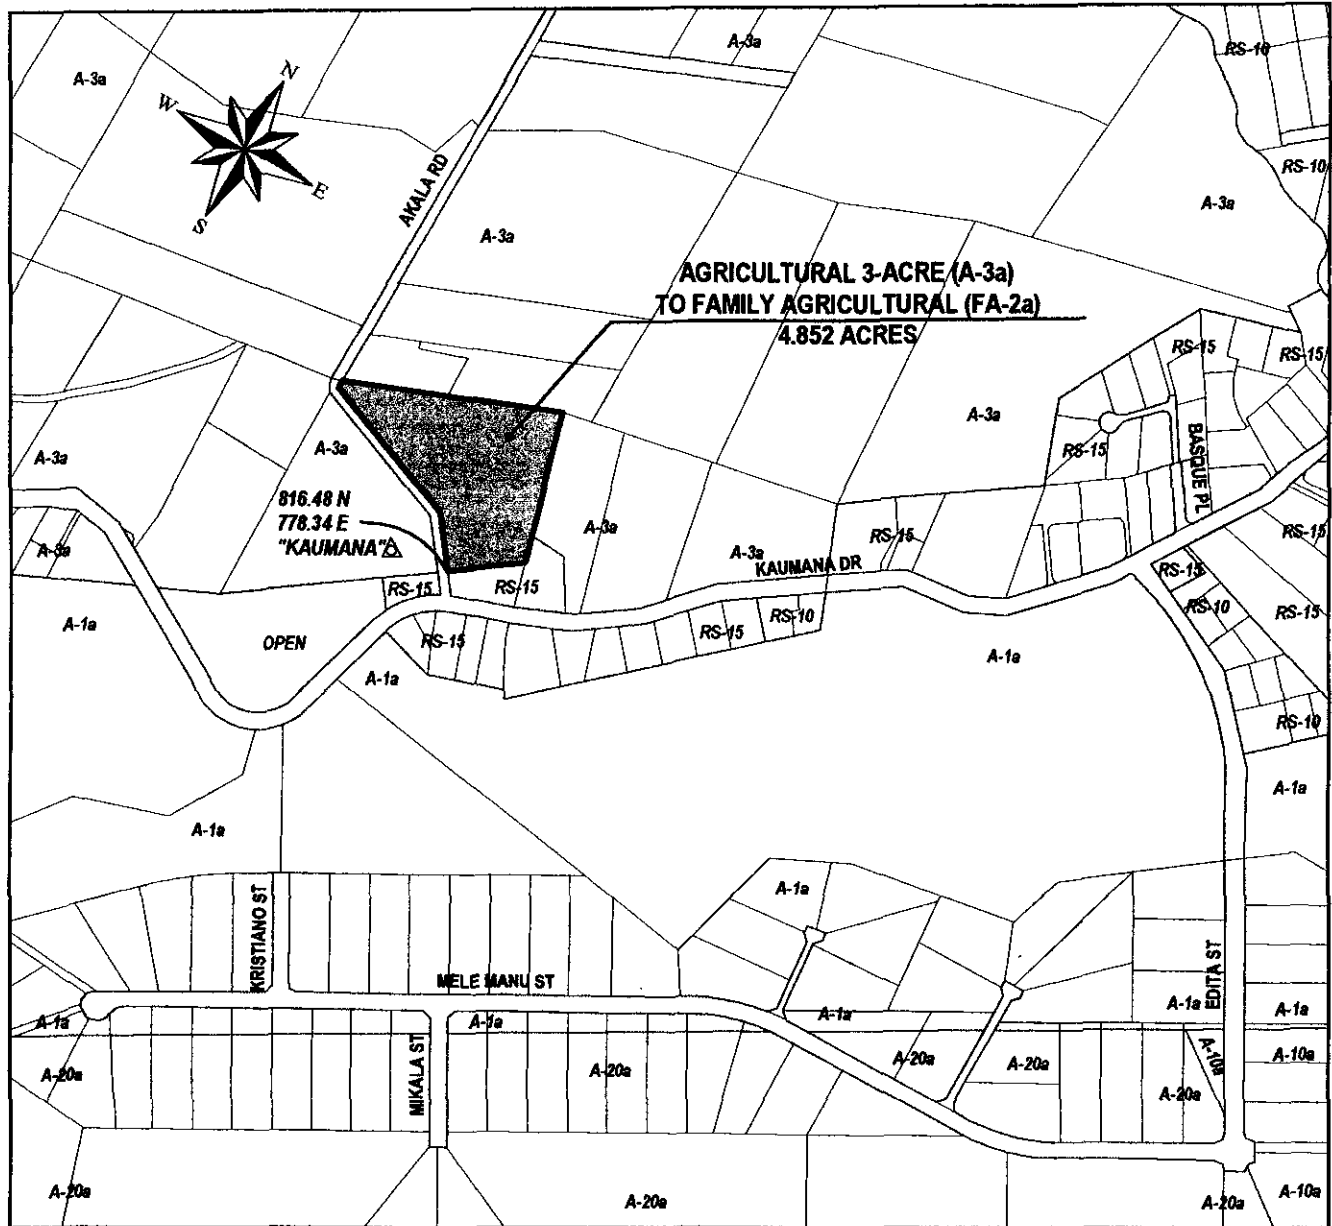 A-3a
RS-10
A-3a
N
W
E
S
AKALA RD
RS-10
A-3a
A-3a
AGRICULTURAL 3-ACRE (A-3a)
TO FAMILY AGRICULTURAL (FA-2a)
4.852 ACRES
RS-15
RS-15
A-3a
A-3a
A-3a
RS-15
BASQUE PL
816.48 N
778.34 E
"KAUMANA"
A-3a
A-3a
RS-15
A-3a
KAUMANA DR
RS-15
RS-15
RS-15
RS-15
RS-10
RS-15
A-1a
OPEN
RS-15
RS-15
RS-10
A-1a
A-1a
RS-10
A-1a
A-1a
A-1a
KRISTIANO ST
MELE MANU ST
EDITA ST
A-1a
A-1a
A-1a
A-1a
A-1a
MIKALA ST
A-20a
A-20a
A-20a
A-20a
A-10a
A-10a
A-20a
A-20a
A-20a
A-20a
A-10a